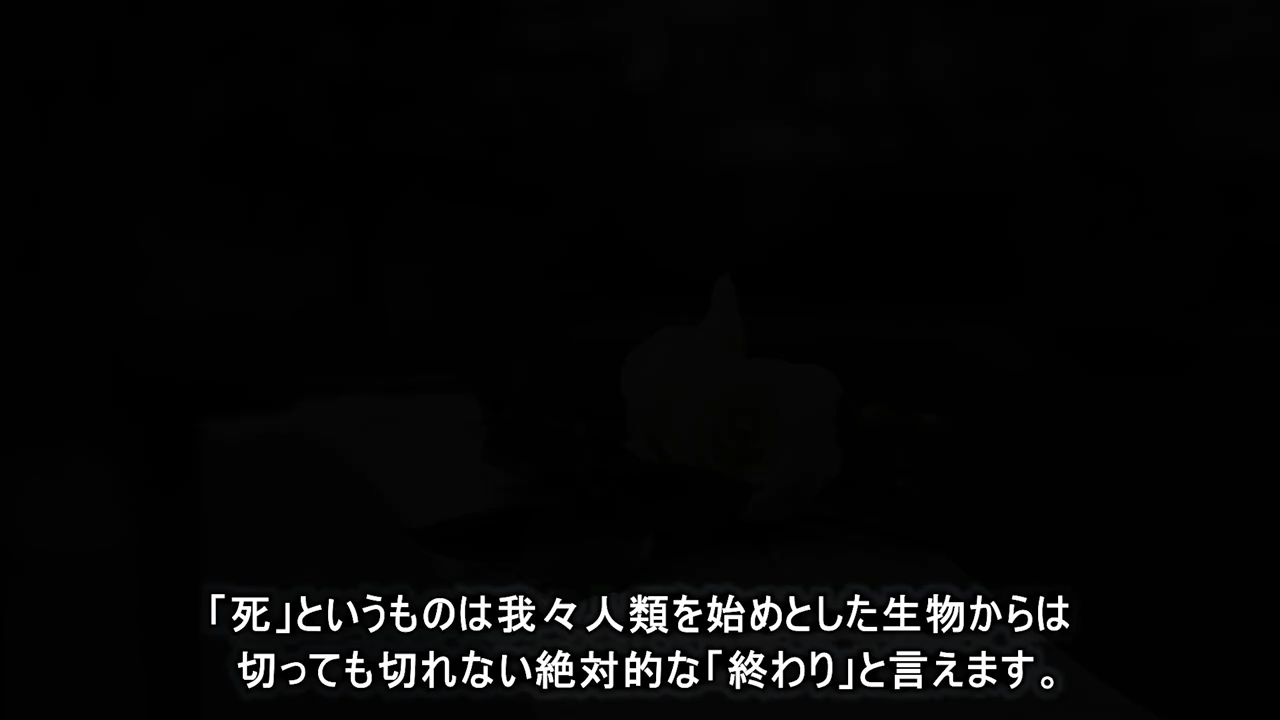 「死」というものは我々人類を始めとした生物からは
切っても切れない絶対的な「終わり」と言えます。